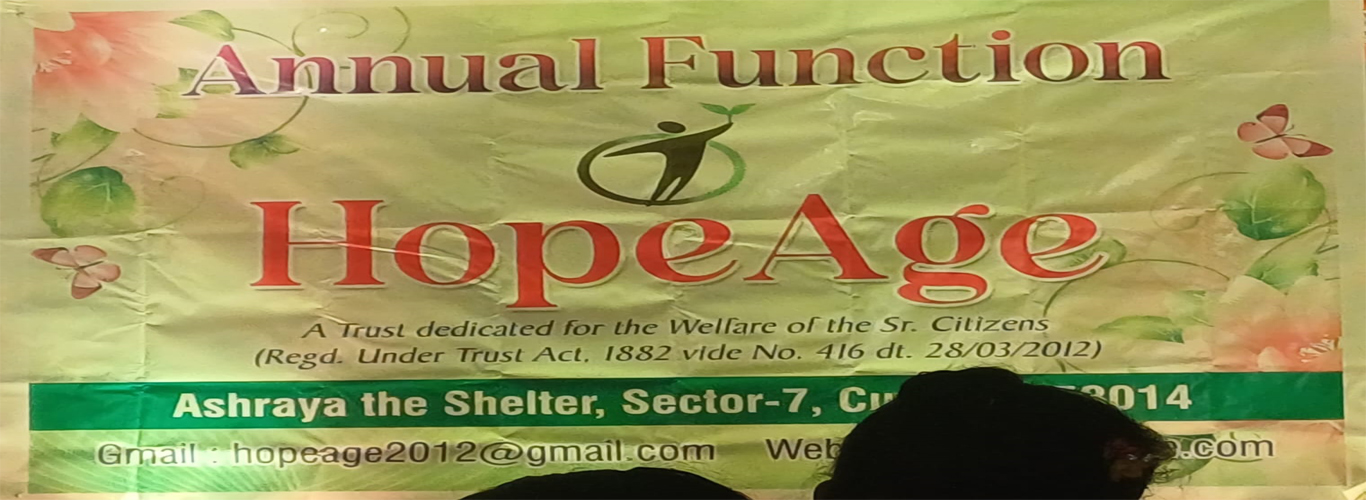 Annual Function
HopeAge
A Trust dedicated for the Welfare of the Sr. Citizens
(Regd. Under Trust Act, 1882 vide No. 416 dt. 28/03/2012)
Ashraya the Shelter, Sector-7,
Gmail : hopeage2012@gmail.com